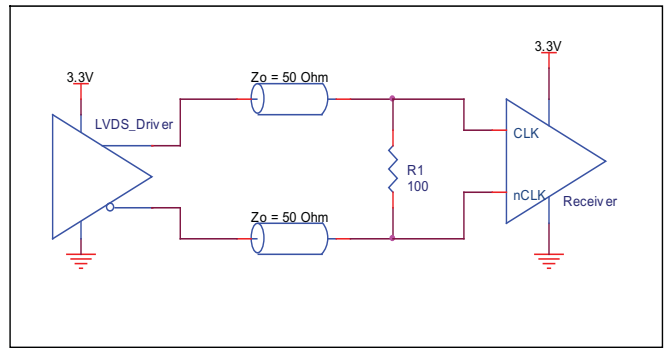 3.3V
3.3V
Zo = 50 Ohm
LVDS_Driver
CLK
R1
100
nCLK
Receiver
Zo = 50 Ohm